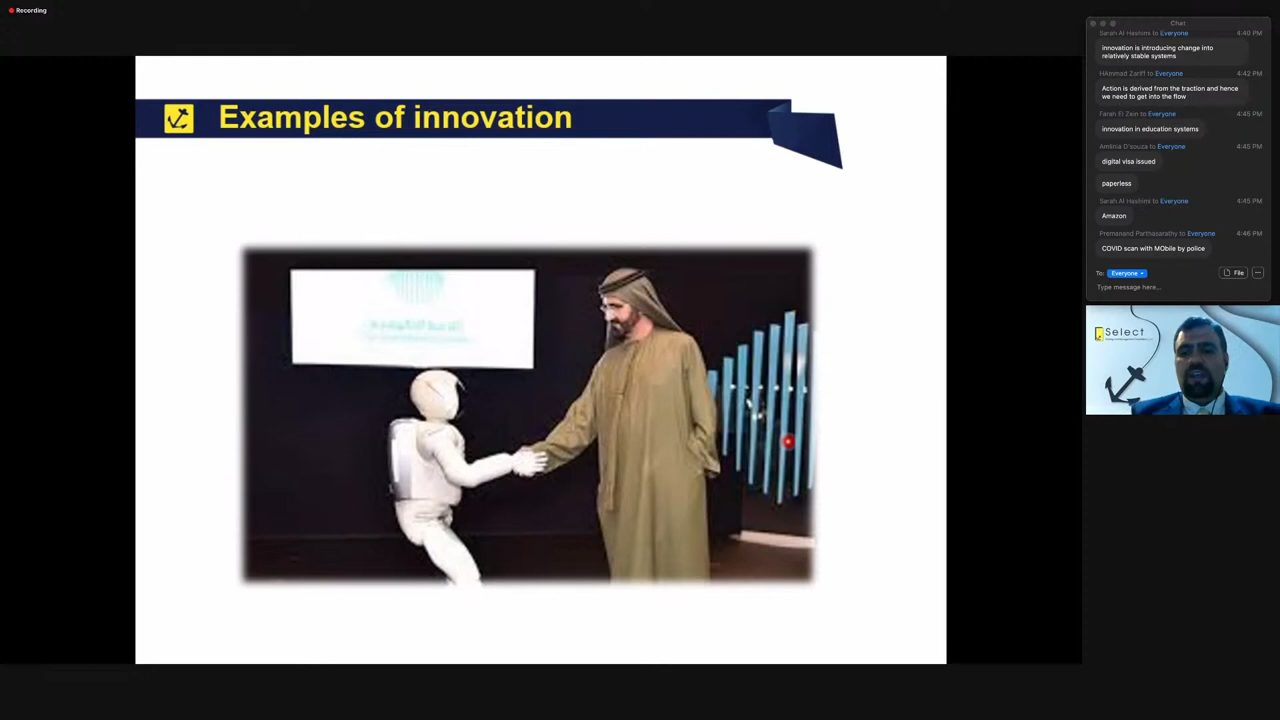 Recording
Examples of innovation
Chat
Sarah Al Hashimi to Everyone 4:40 PM
innovation is introducing change into
relatively stable systems
HAmmad Zariff to Everyone 4:42 PM
Action is derived from the traction and hence
we need to get into the flow
Farah El Zein to Everyone 4:45 PM
innovation in education systems
Amlinia D'souza to Everyone 4:45 PM
digital visa issued
paperless
Sarah Al Hashimi to Everyone 4:45 PM
Amazon
Premanand Parthasarathy to Everyone 4:46 PM
COVID scan with MObile by police
To: Everyone
File
Type message here...
Select